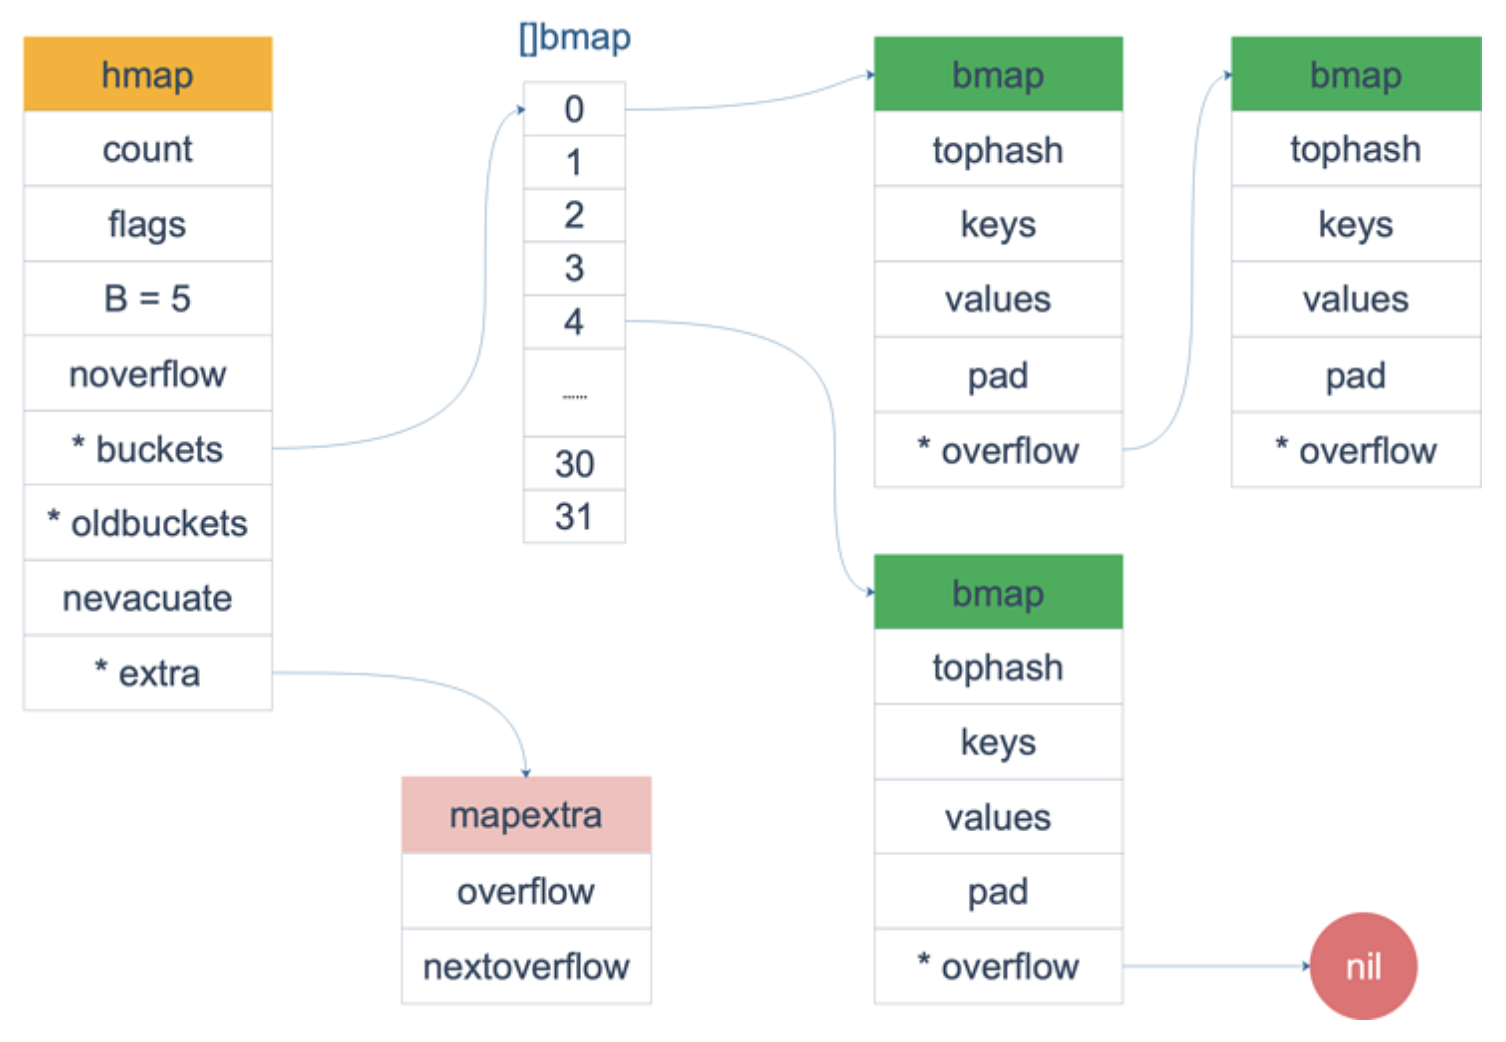 hmap
count
flags
B = 5
noverflow
* buckets
* oldbuckets
nevacuate
* extra
[]bmap
0
1
2
3
4
......
30
31
bmap
tophash
keys
values
pad
* overflow
bmap
tophash
keys
values
pad
* overflow
bmap
tophash
keys
values
pad
* overflow
nil
mapextra
overflow
nextoverflow